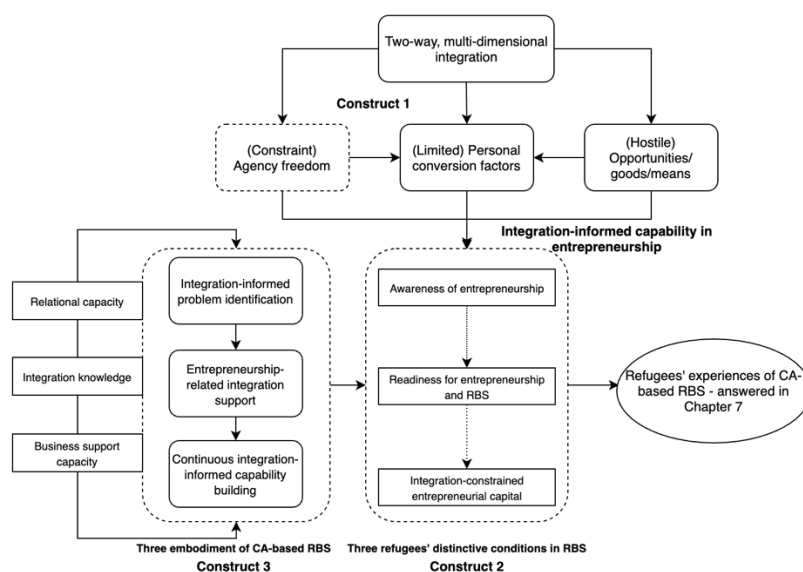 Two-way, multi-dimensional
integration
Construct 1
(Constraint)
Agency freedom
(Limited) Personal
conversion factors
(Hostile)
Opportunities/
goods/means
Integration-informed capability in
entrepreneurship
Relational capacity
Integration knowledge
Business support
capacity
Integration-informed
problem identification
Entrepreneurship-
related integration
support
Continuous integration-
informed capability
building
Awareness of entrepreneurship
Readiness for entrepreneurship
and RBS
Integration-constrained
entrepreneurial capital
Refugees' experiences of CA-
based RBS - answered in
Chapter 7
Three embodiment of CA-based RBS
Construct 3
Three refugees' distinctive conditions in RBS
Construct 2